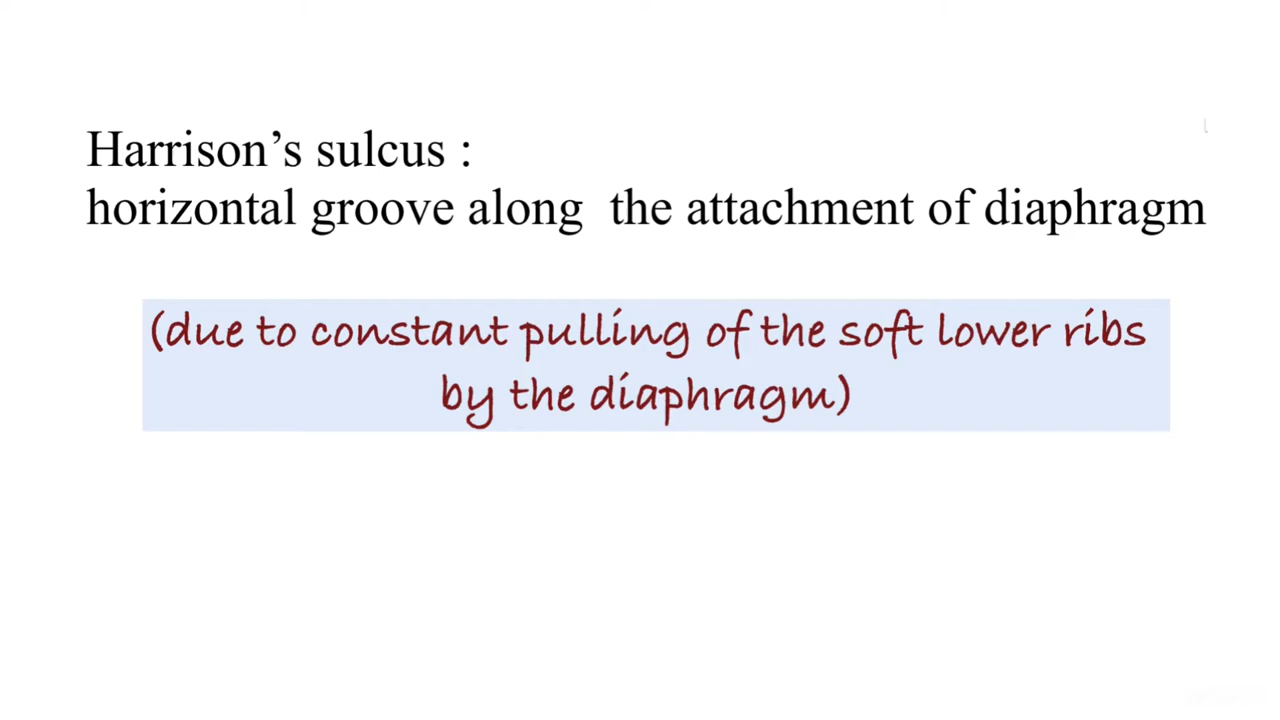 Harrison’s sulcus :
horizontal groove along the attachment of diaphragm
(due to constant pulling of the soft lower ribs
by the diaphragm)